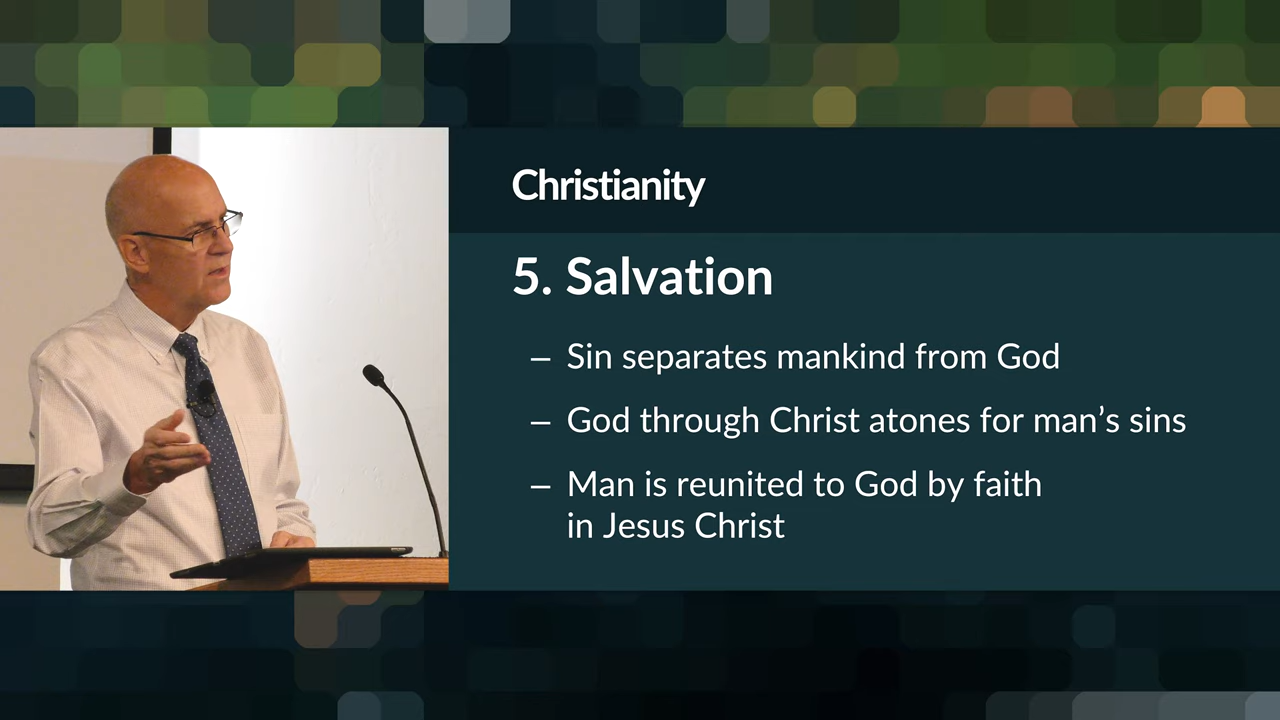 Christianity
5. Salvation
– Sin separates mankind from God
– God through Christ atones for man’s sins
– Man is reunited to God by faith
in Jesus Christ